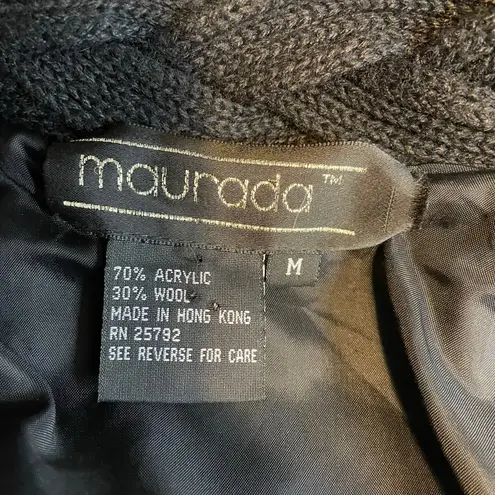 maurada™
M
70% ACRYLIC
30% WOOL
MADE IN HONG KONG
RN 25792
SEE REVERSE FOR CARE